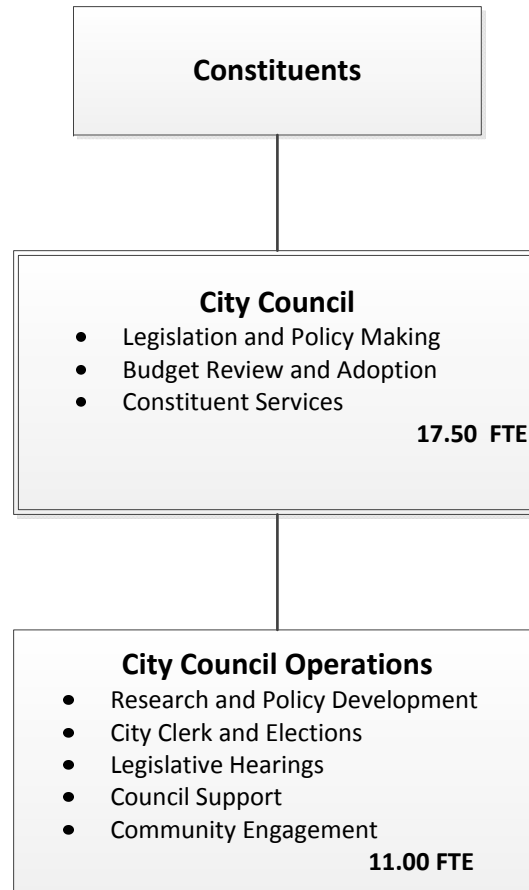 Constituents
City Council
• Legislation and Policy Making
• Budget Review and Adoption
• Constituent Services
17.50 FTE
City Council Operations
• Research and Policy Development
• City Clerk and Elections
• Legislative Hearings
• Council Support
• Community Engagement
11.00 FTE